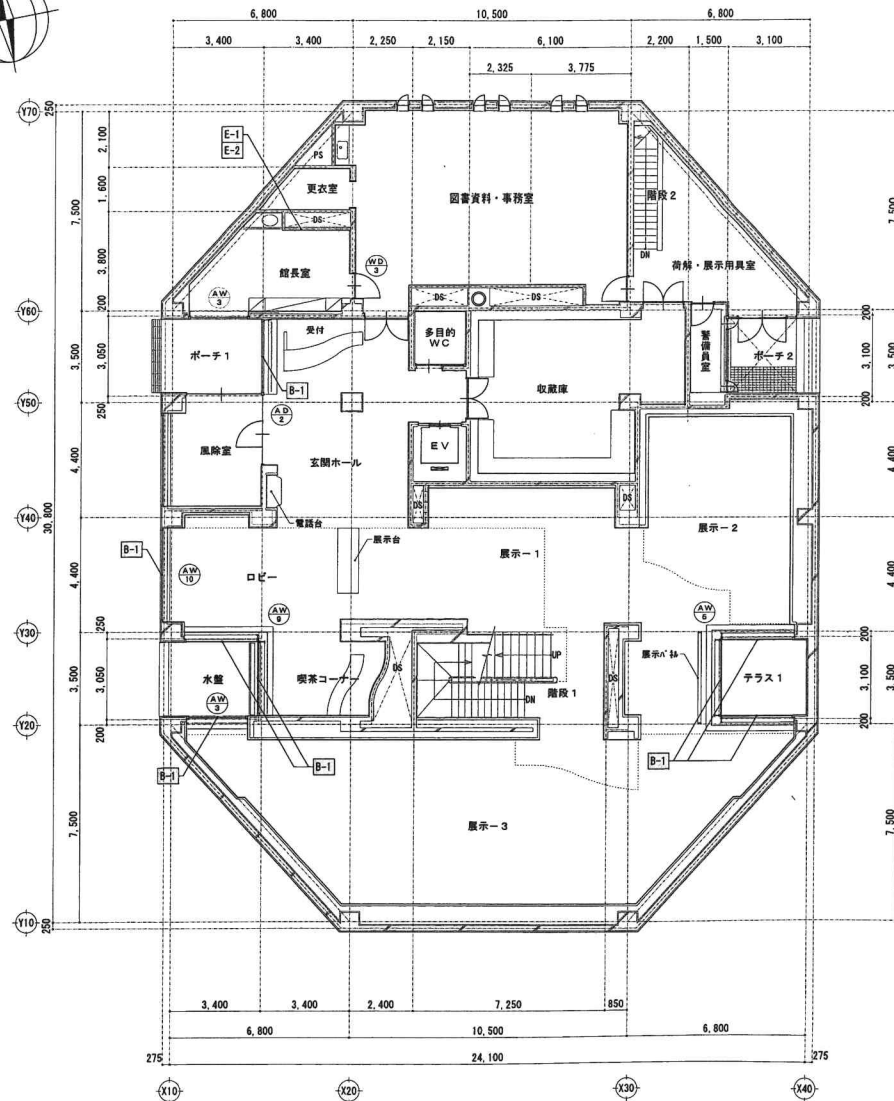 6,800
10,500
6,800
3,400
3,400
2,250
2,150
6,100
2,200
1,500
3,100
2,325
3,775
Y70
250
E-1
E-2
PS
2,100
更衣室
1,600
DS
図書資料・事務室
階段2
7,500
7,500
DN
館長室
3,800
WD
3
荷解・展示用具室
AW
3
DS
DS
Y60
200
200
受付
多目的
WC
警備員室
ポーチ1
ポーチ2
3,500
3,050
3,100
3,500
B-1
収蔵庫
Y50
250
200
AD
2
風除室
玄関ホール
EV
4,400
4,400
DS
DS
Y40
30,800
電話台
展示台
展示-1
展示-2
B-1
AW
10
ロビー
4,400
4,400
AW
9
AW
5
Y30
250
200
UP
展示パネル
水盤
喫茶コーナー
DS
階段1
DS
テラス1
3,500
3,050
3,100
3,500
AW
3
DN
Y20
200
200
B-1
B-1
B-1
7,500
展示-3
7,500
Y10
250
3,400
3,400
2,400
7,250
850
6,800
10,500
6,800
275
24,100
275
X10
X20
X30
X40